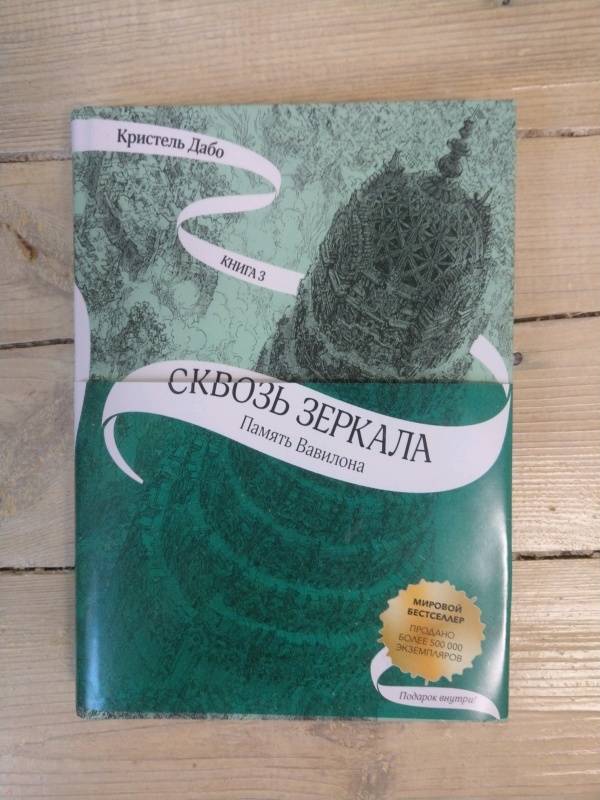 Кристель Дабо
КНИГА 3
СКВОЗЬ ЗЕРКАЛА
Память Вавилона
МИРОВОЙ
БЕСТСЕЛЛЕР
ПРОДАНО
БОЛЕЕ 500 000
ЭКЗЕМПЛЯРОВ
Подарок внутри!